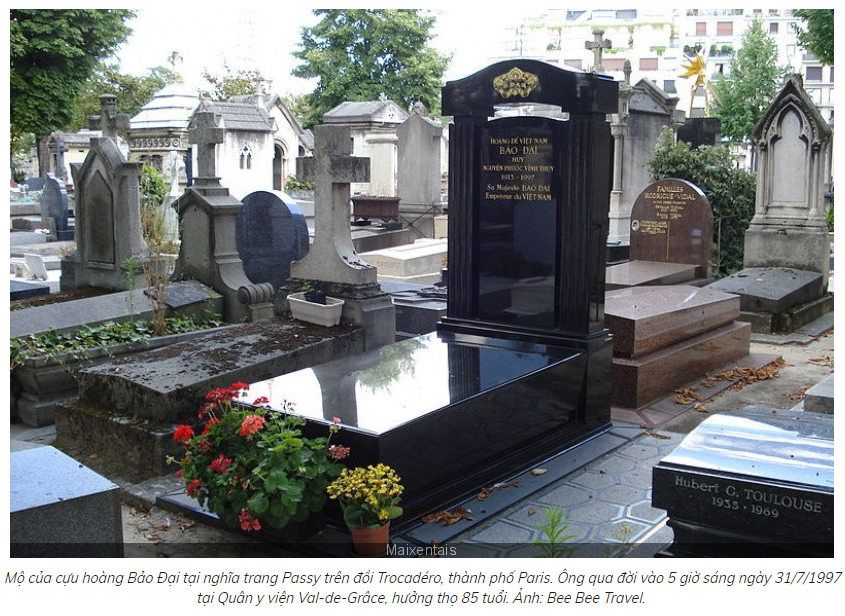 HOÀNG ĐẾ VIỆT NAM
BẢO ĐẠI
HUY
NGUYỄN PHƯỚC VĨNH THỤY
1913 - 1997
Sa Majesté BAO DAI
Empereur du VIETNAM
FAMILLES
RODRIGUE-VIDAL
Hubert G. TOULOUSE
1933 - 1969
Maixentais
Mộ của cựu hoàng Bảo Đại tại nghĩa trang Passy trên đồi Trocadéro, thành phố Paris. Ông qua đời vào 5 giờ sáng ngày 31/7/1997
tại Quân y viện Val-de-Grâce, hưởng thọ 85 tuổi. Ảnh: Bee Bee Travel.